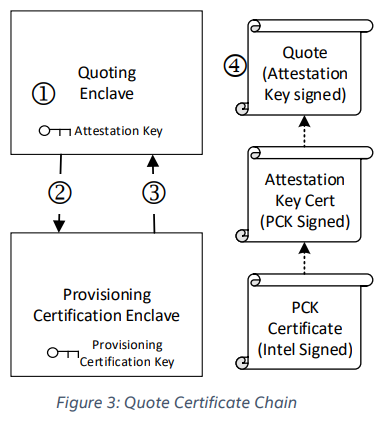 ①
Quoting
Enclave
Attestation Key
②
③
Provisioning
Certification Enclave
Provisioning
Certification Key
④
Quote
(Attestation
Key signed)
Attestation
Key Cert
(PCK Signed)
PCK
Certificate
(Intel Signed)
Figure 3: Quote Certificate Chain